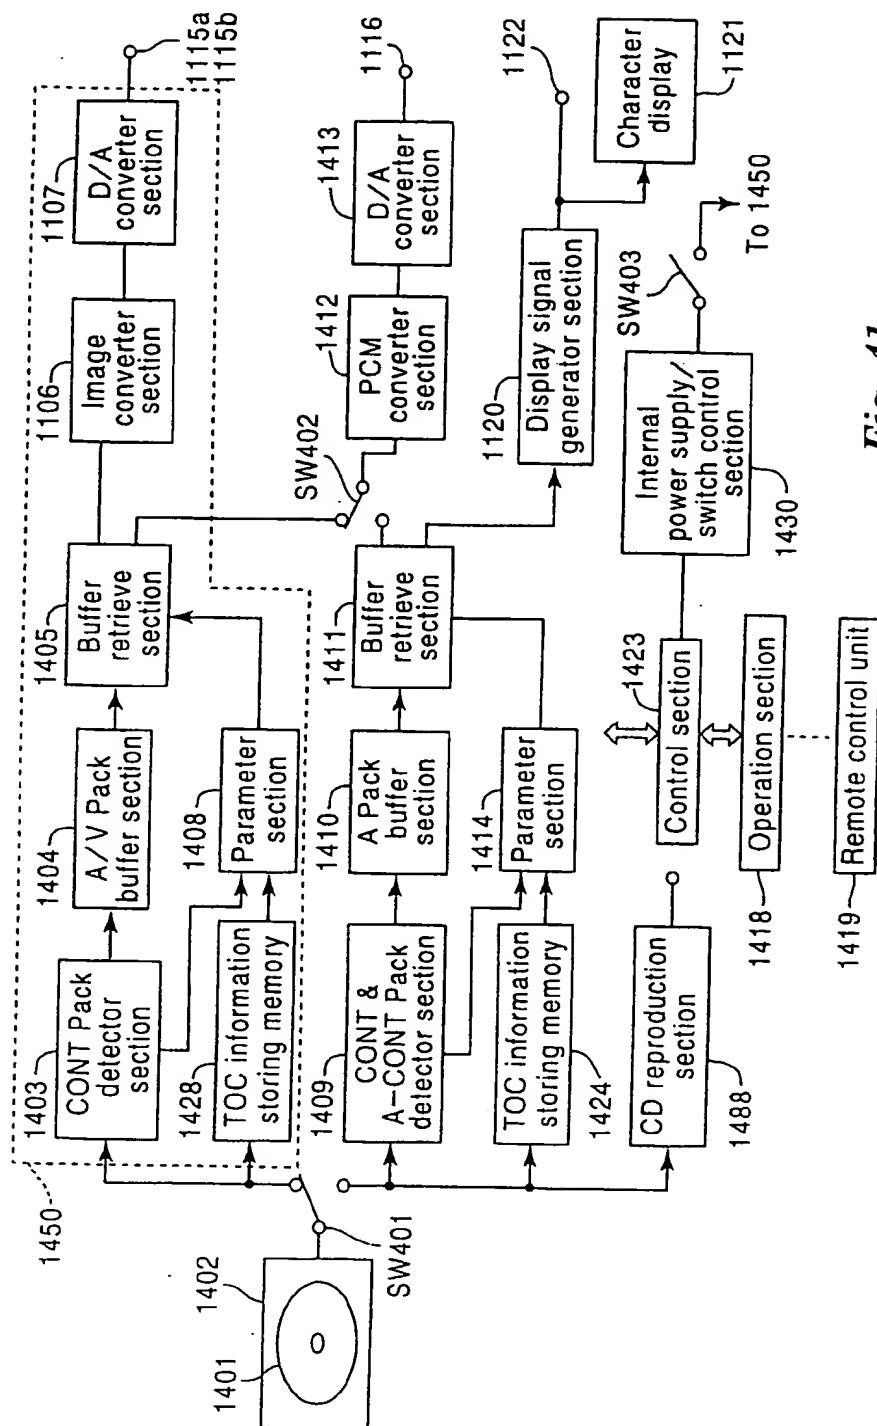 1450
1402
1401
SW401
1403
CONT Pack
detector
section
1404
A/V Pack
buffer section
1405
Buffer
retrieve
section
1106
Image
converter
section
1107
D/A
converter
section
1115a
1115b
1428
TOC information
storing memory
1408
Parameter
section
SW402
1409
CONT &
A-CONT Pack
detector section
1410
A Pack
buffer
section
1411
Buffer
retrieve
section
1412
PCM
converter
section
1413
D/A
converter
section
1116
1424
TOC information
storing memory
1414
Parameter
section
1120
Display signal
generator section
1122
Character
display
1121
1488
CD reproduction
section
1423
Control section
1418
Operation section
1419
Remote control unit
Internal
power supply/
switch control
section
1430
SW403
To 1450
Fig. 41